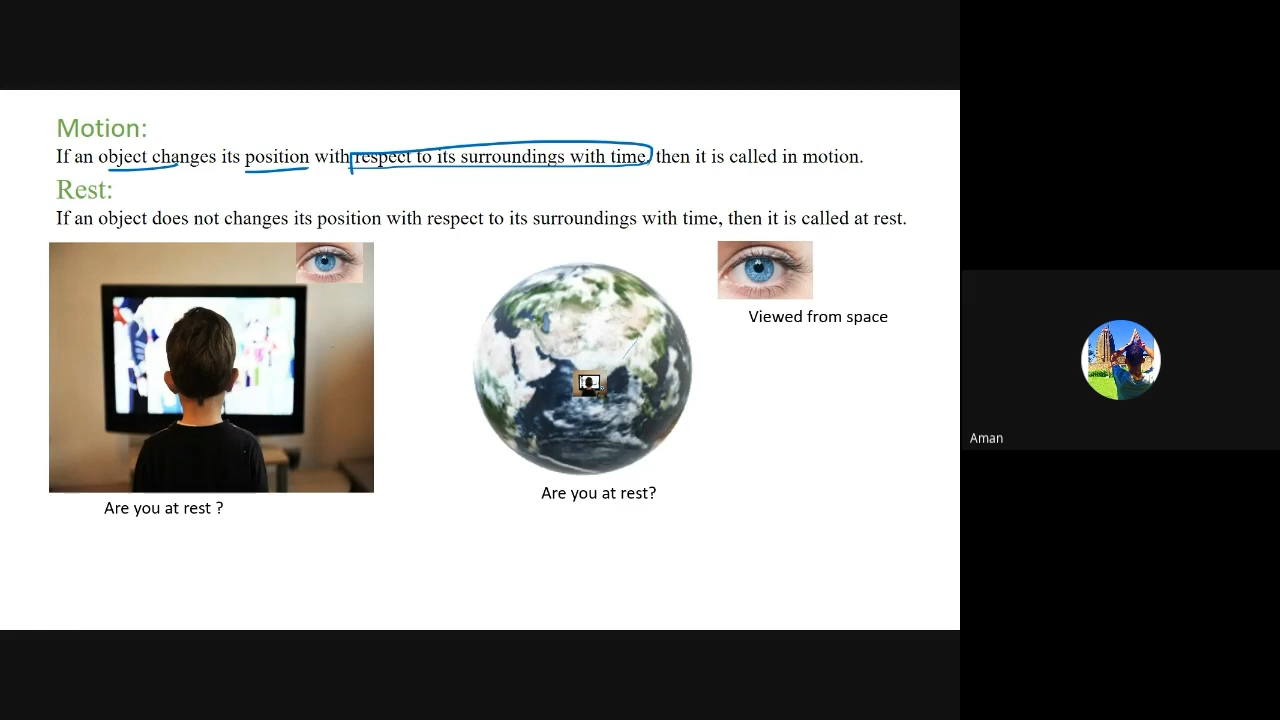 Motion:
If an object changes its position with respect to its surroundings with time, then it is called in motion.
Rest:
If an object does not changes its position with respect to its surroundings with time, then it is called at rest.
Viewed from space
Are you at rest ?
Are you at rest?
Aman